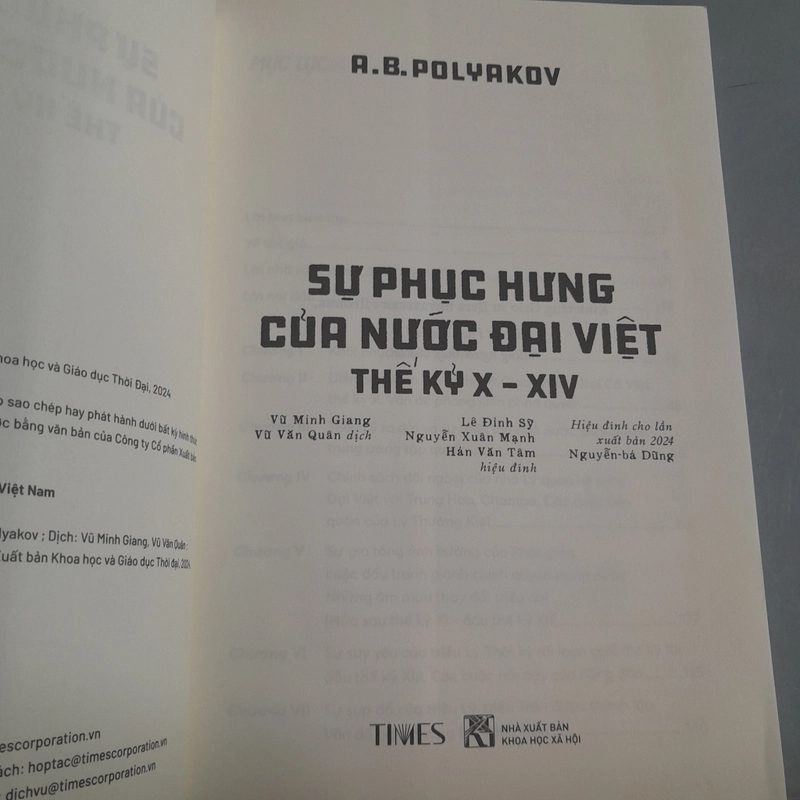 hoa học và Giáo dục Thời Đại, 2024
sao chép hay phát hành dưới bất kỳ hình thức
bằng văn bản của Công ty Cổ phần Xuất bản
Việt Nam
lyakov ; Dịch: Vũ Minh Giang, Vũ Văn Quân ;
Xuất bản Khoa học và Giáo dục Thời đại, 2024
mescorporation.vn
ách: hoptac@timescorporation.vn
dichvu@timescorporation.vn
A.B.POLYAKOV
SỰ PHỤC HƯNG
CỦA NƯỚC ĐẠI VIỆT
THẾ KỶ X – XIV
Vũ Minh Giang
Vũ Văn Quân dịch
Lê Đình Sỹ
Nguyễn Xuân Mạnh
Hán Văn Tâm
hiệu đính
Hiệu đính cho lần
xuất bản 2024
Nguyễn-bá Dũng
TIMES
NHÀ XUẤT BẢN
KHOA HỌC XÃ HỘI